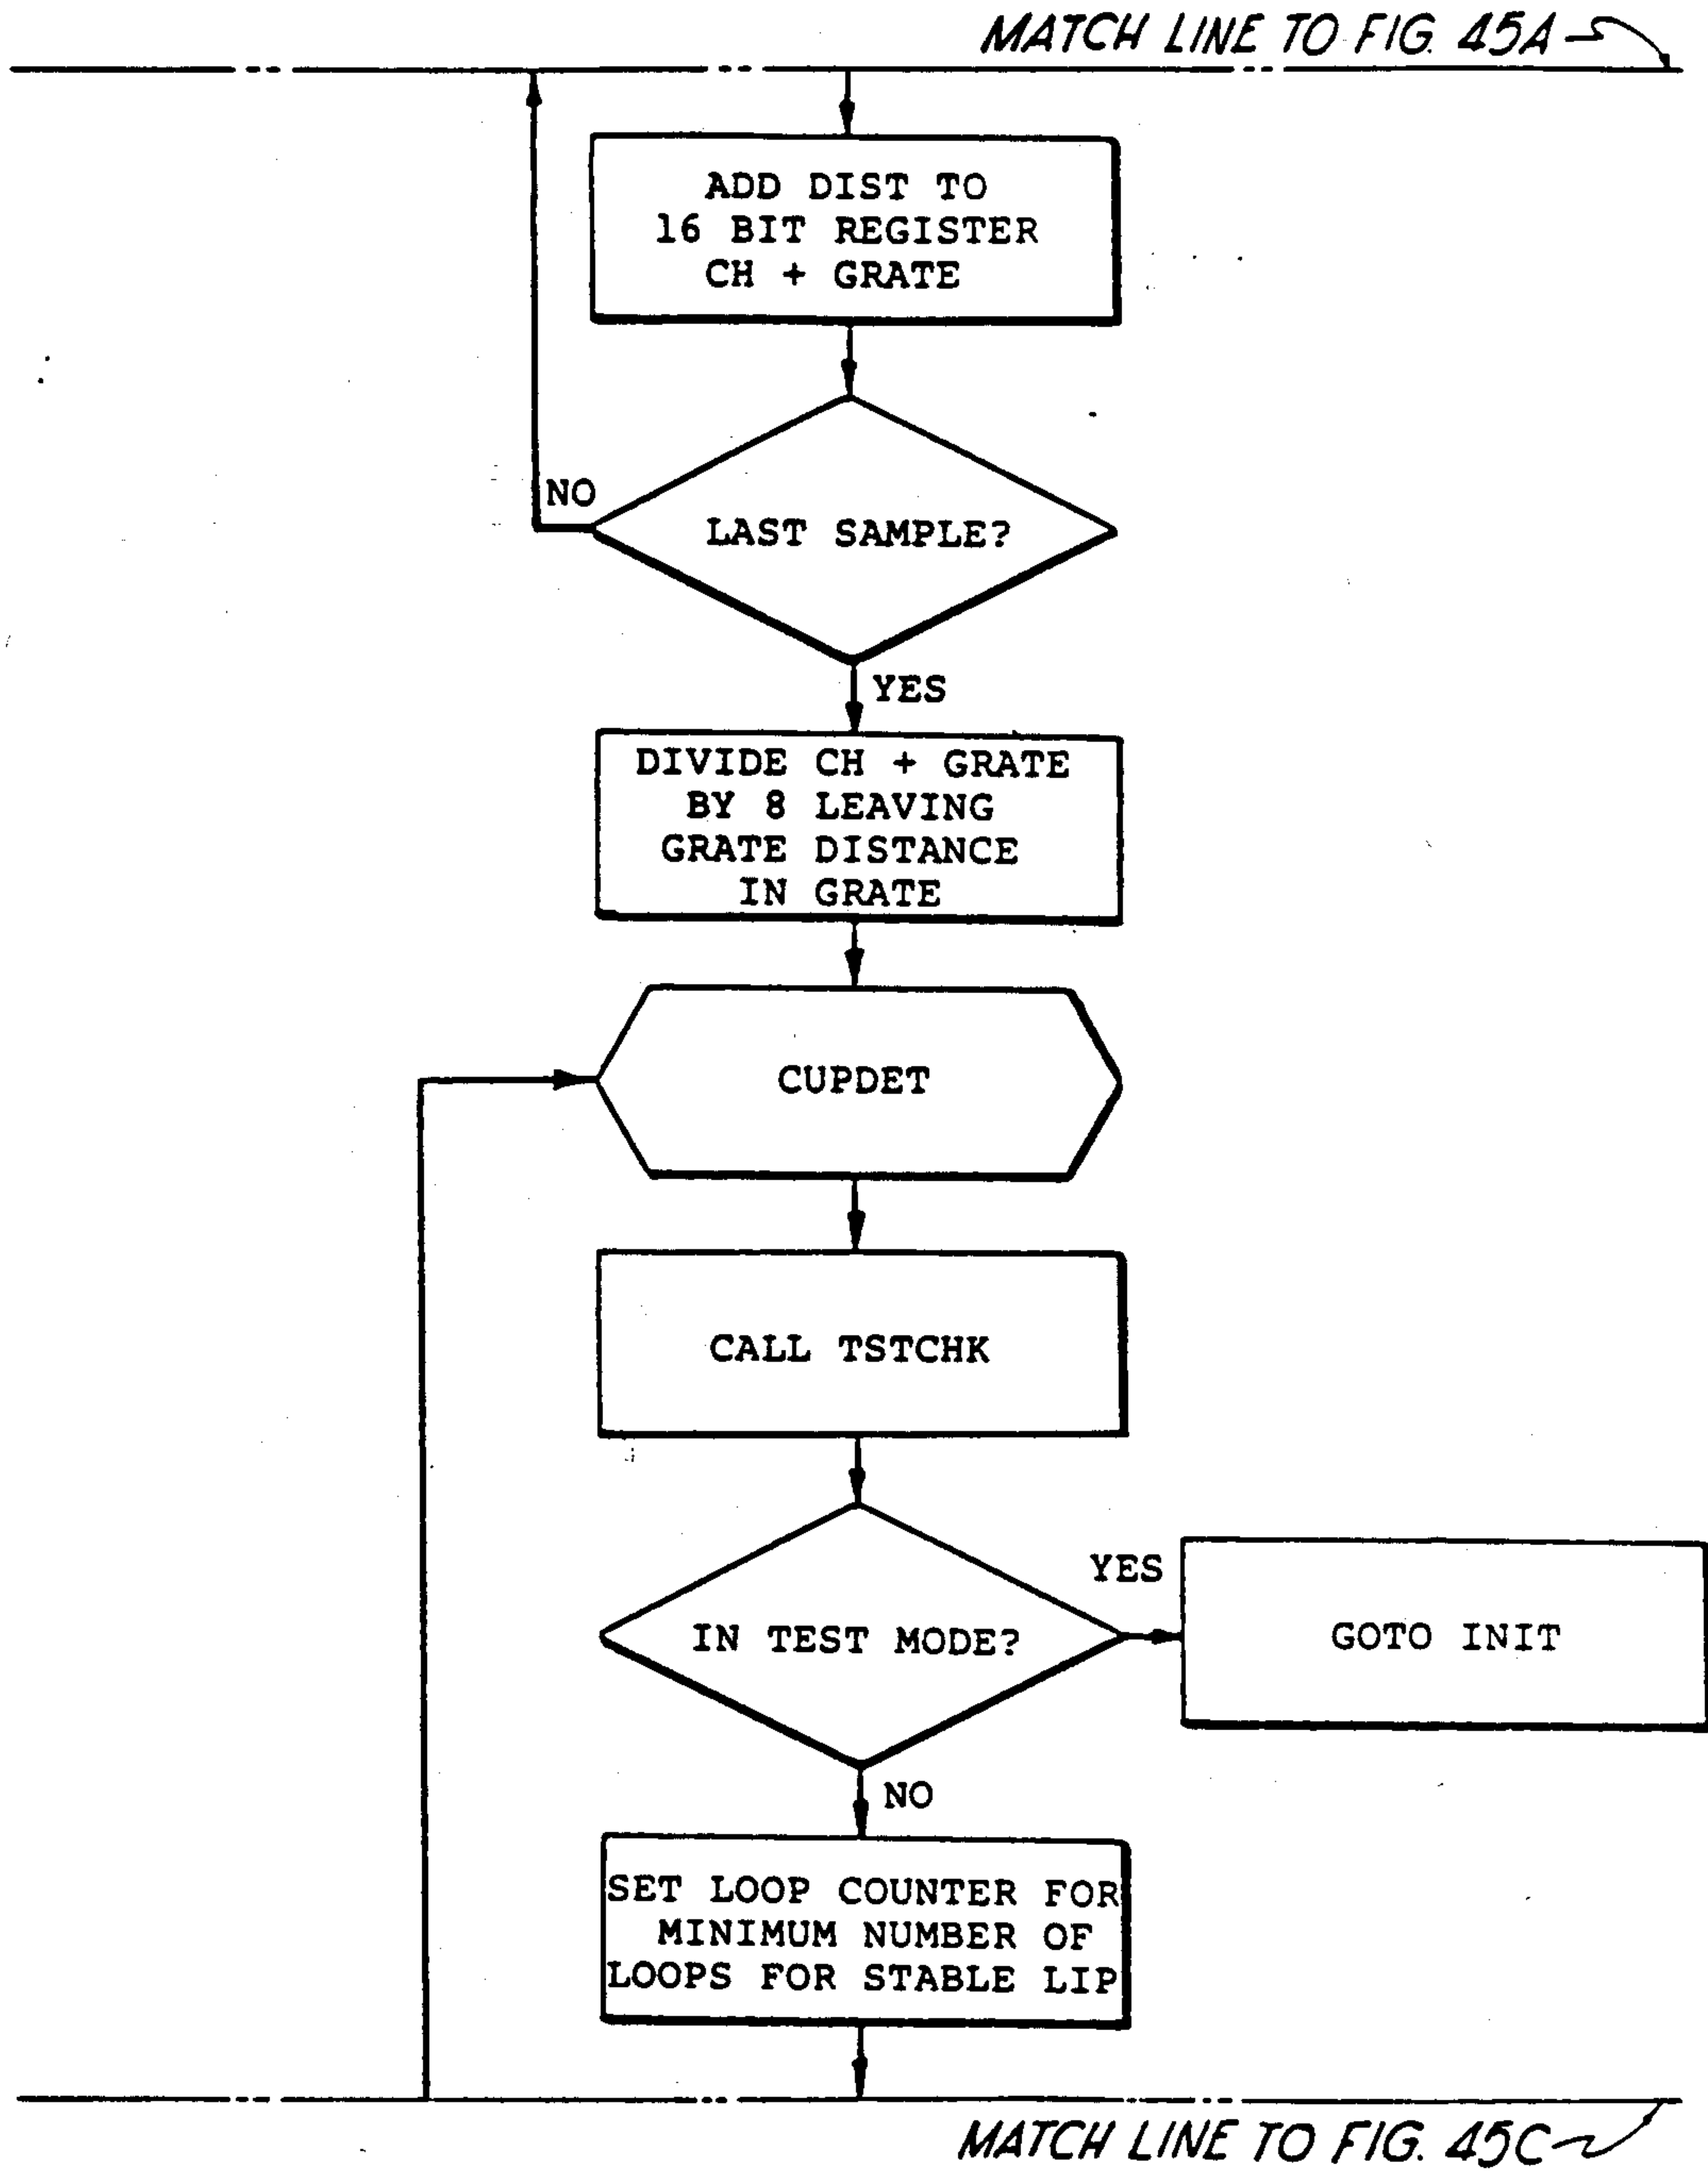 MATCH LINE TO FIG. 45A
ADD DIST TO
16 BIT REGISTER
CH + GRATE
NO
LAST SAMPLE?
YES
DIVIDE CH + GRATE
BY 8 LEAVING
GRATE DISTANCE
IN GRATE
CUPDET
CALL TSTCHK
YES
IN TEST MODE?
GOTO INIT
NO
SET LOOP COUNTER FOR
MINIMUM NUMBER OF
LOOPS FOR STABLE LIP
MATCH LINE TO FIG. 45C